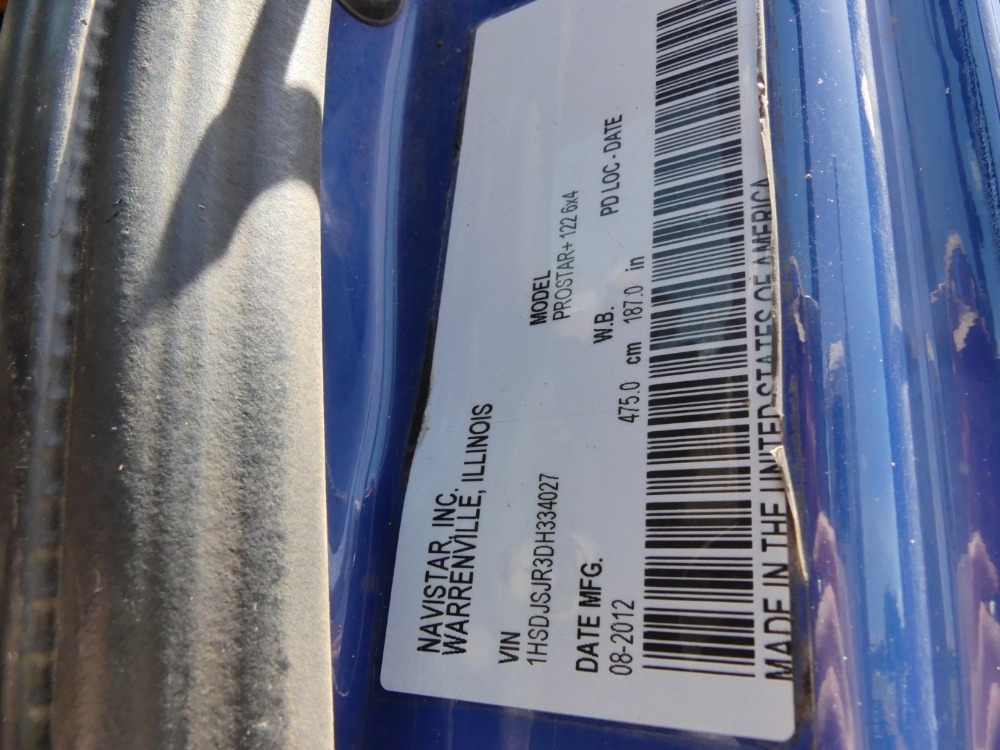 NAVISTAR, INC.
WARRENVILLE, ILLINOIS
VIN MODEL
1HSDJSJR3DH334027 PROSTAR+ 122 6x4
DATE MFG. W.B. PD LOC - DATE
08-2012 475.0 cm 187.0 in
MADE IN THE UNITED STATES OF AMERICA